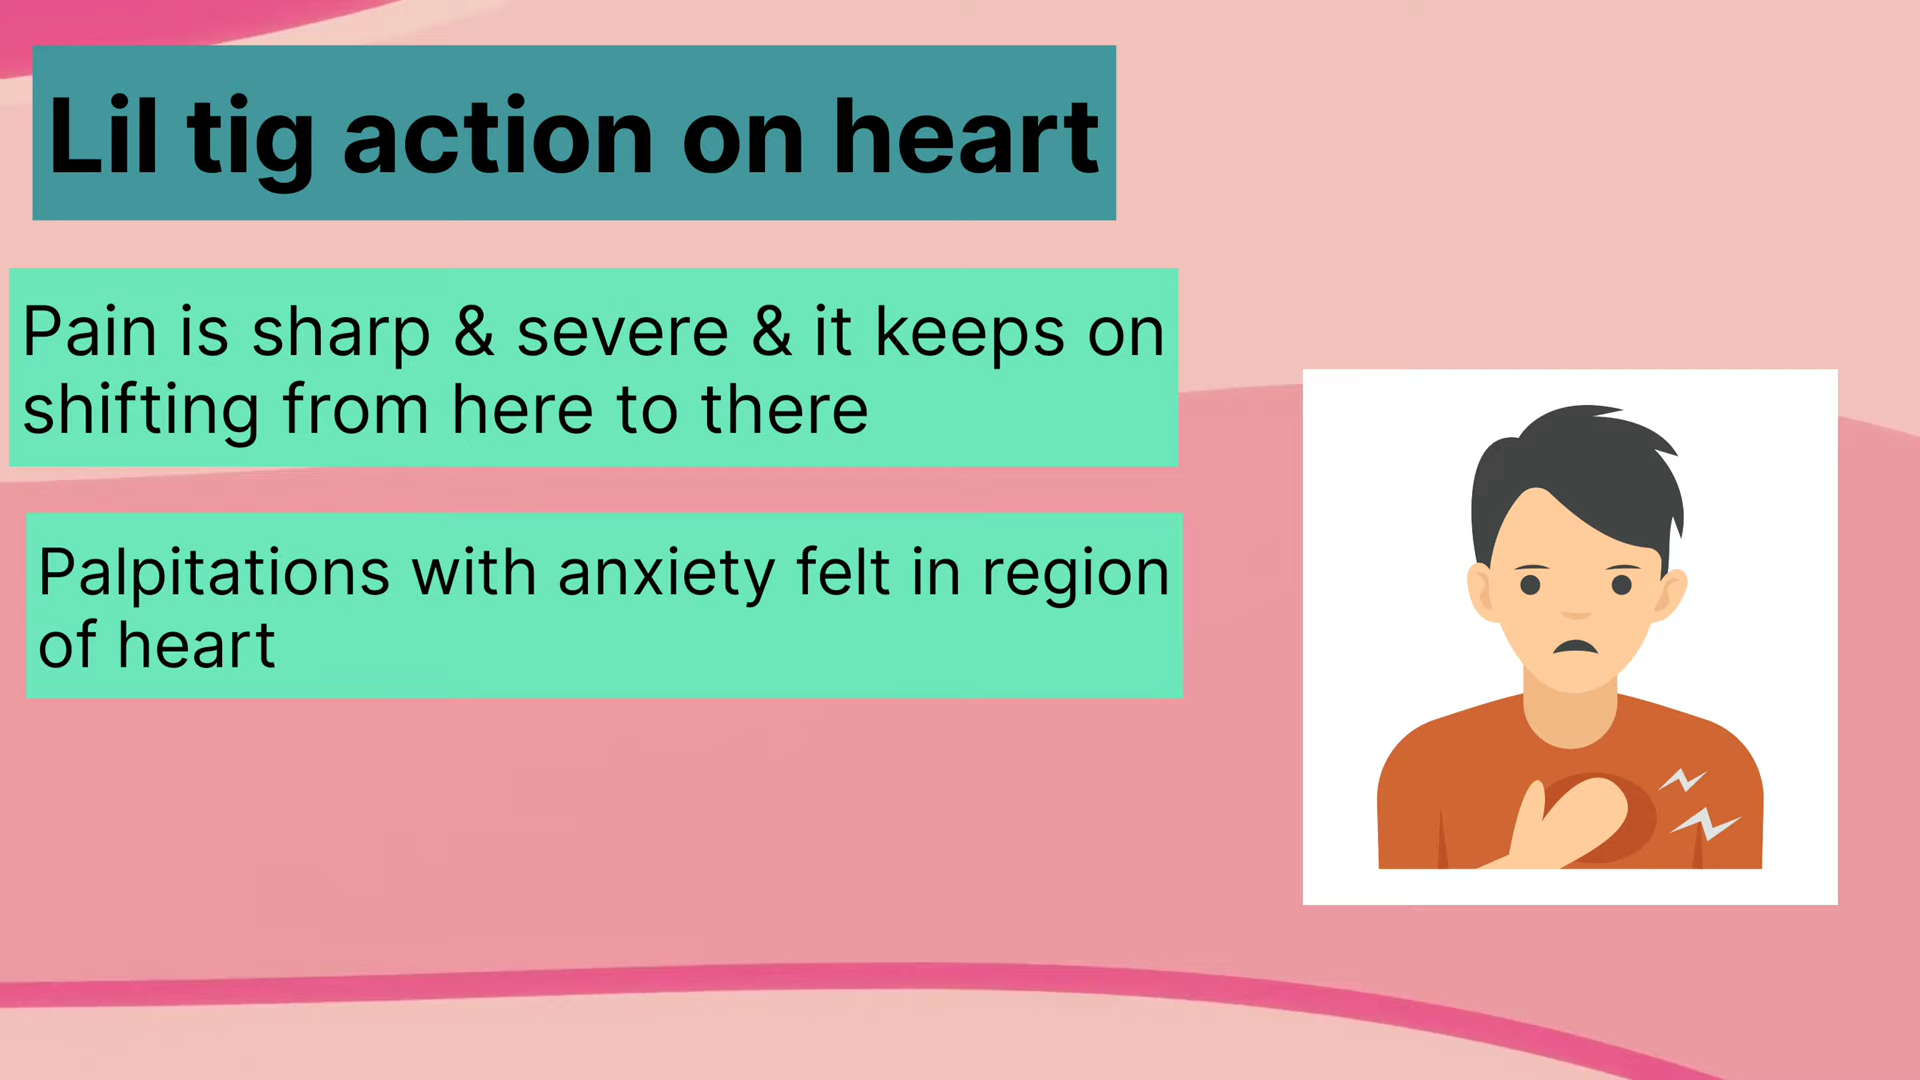 Lil tig action on heart
Pain is sharp & severe & it keeps on
shifting from here to there
Palpitations with anxiety felt in region
of heart